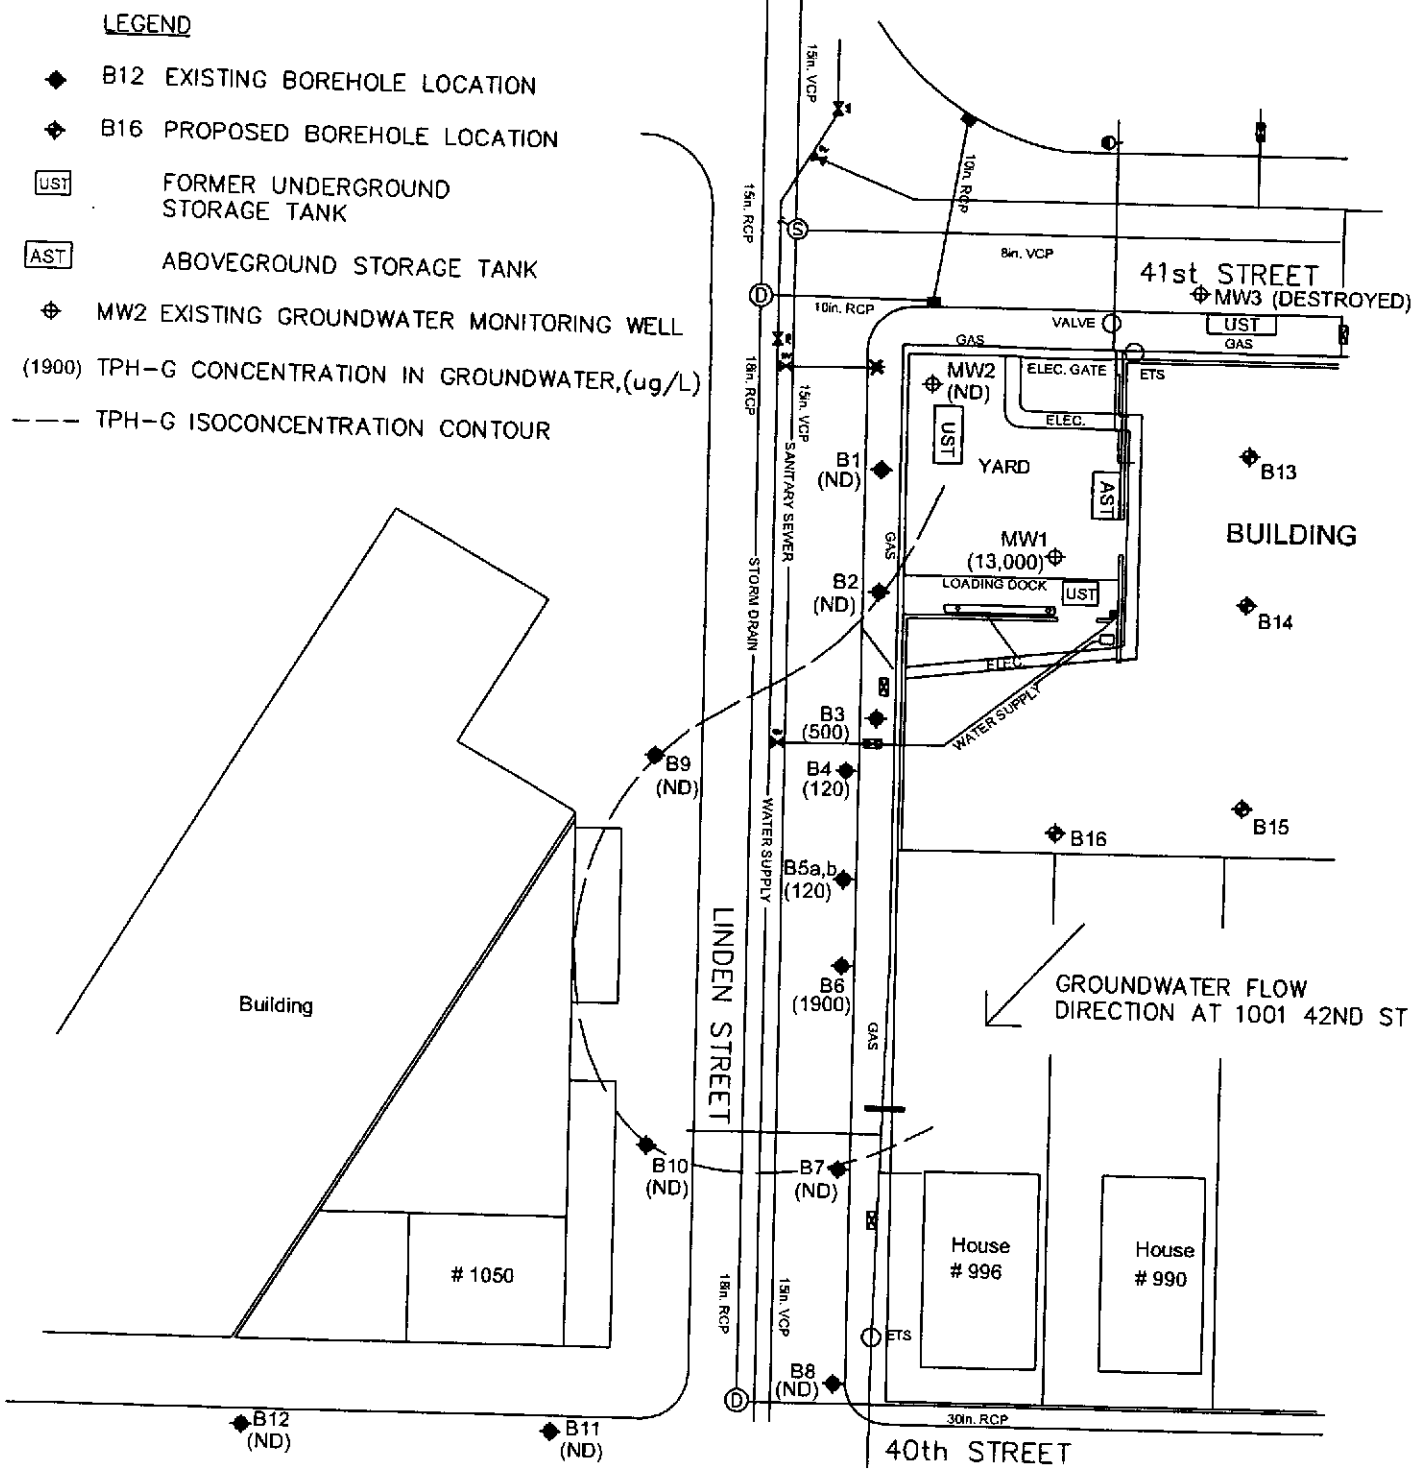 LEGEND
B12 EXISTING BOREHOLE LOCATION
B16 PROPOSED BOREHOLE LOCATION
UST
FORMER UNDERGROUND
STORAGE TANK
AST
ABOVEGROUND STORAGE TANK
MW2 EXISTING GROUNDWATER MONITORING WELL
(1900) TPH-G CONCENTRATION IN GROUNDWATER,(ug/L)
--- TPH-G ISOCONCENTRATION CONTOUR
15in. VCP
15in. RCP
10in. RCP
S
8in. VCP
41st STREET
D
10in. RCP
MW3 (DESTROYED)
VALVE
UST
GAS
GAS
18in. RCP
15in. VCP
MW2
(ND)
ELEC. GATE
ETS
ELEC.
UST
YARD
B1
(ND)
SANITARY SEWER
AST
B13
BUILDING
GAS
MW1
(13,000)
STORM DRAIN
B2
(ND)
LOADING DOCK
UST
B14
ELEC.
WATER SUPPLY
B3
(500)
B9
(ND)
B4
(120)
WATER SUPPLY
B16
B15
B5a,b
(120)
LINDEN STREET
B6
(1900)
Building
GROUNDWATER FLOW
DIRECTION AT 1001 42ND ST
GAS
B10
(ND)
B7
(ND)
House
# 996
House
# 990
# 1050
18in. RCP
15in. VCP
ETS
B8
(ND)
D
B12
(ND)
B11
(ND)
30in. RCP
40th STREET